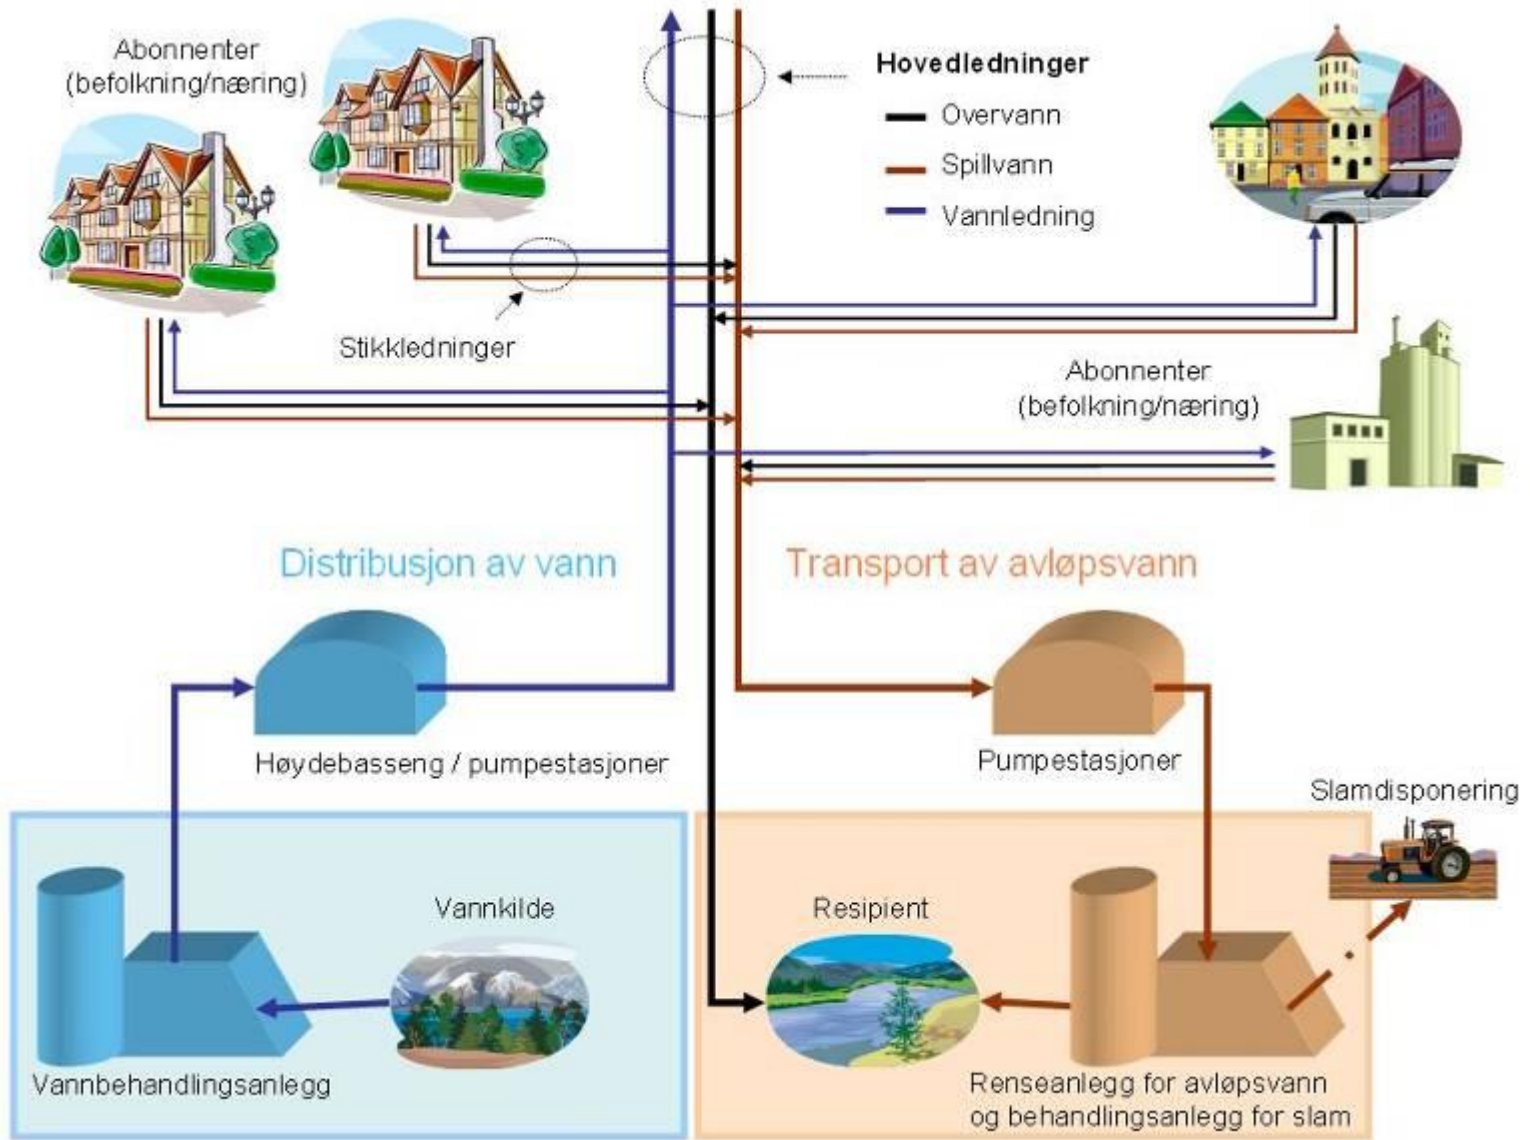 Abonnenter
(befolkning/næring)
Hovedledninger
Overvann
Spillvann
Vannledning
Stikkledninger
Abonnenter
(befolkning/næring)
Distribusjon av vann
Transport av avløpsvann
Høydebasseng / pumpestasjoner
Pumpestasjoner
Slamdisponering
Vannkilde
Resipient
Vannbehandlingsanlegg
Renseanlegg for avløpsvann
og behandlingsanlegg for slam